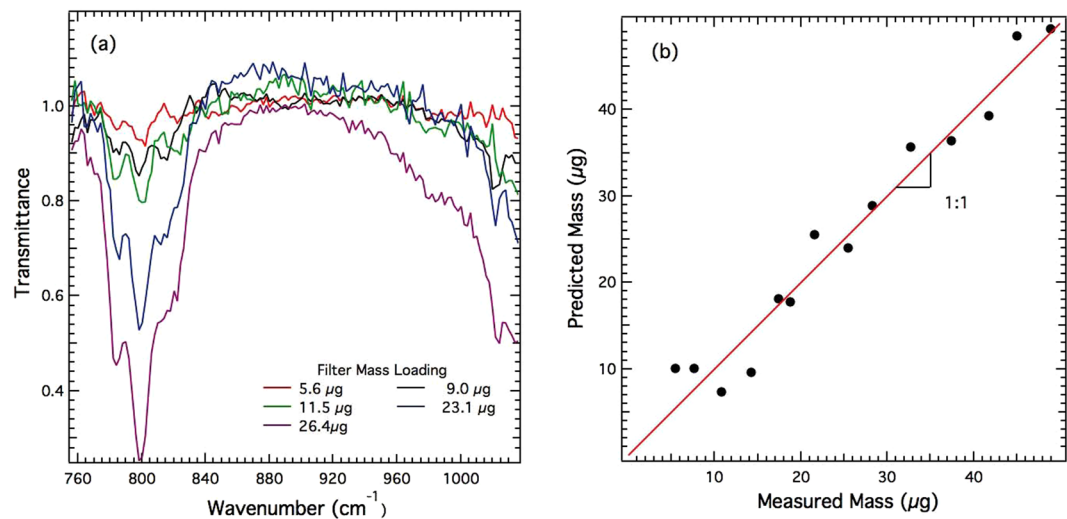 (a)
1.0
0.8
0.6
0.4
Transmittance
760 800 840 880 920 960 1000
Wavenumber (cm-1)
Filter Mass Loading
5.6 µg 9.0 µg
11.5 µg 23.1 µg
26.4µg
(b)
40
30
20
10
Predicted Mass (µg)
1:1
10 20 30 40
Measured Mass (µg)